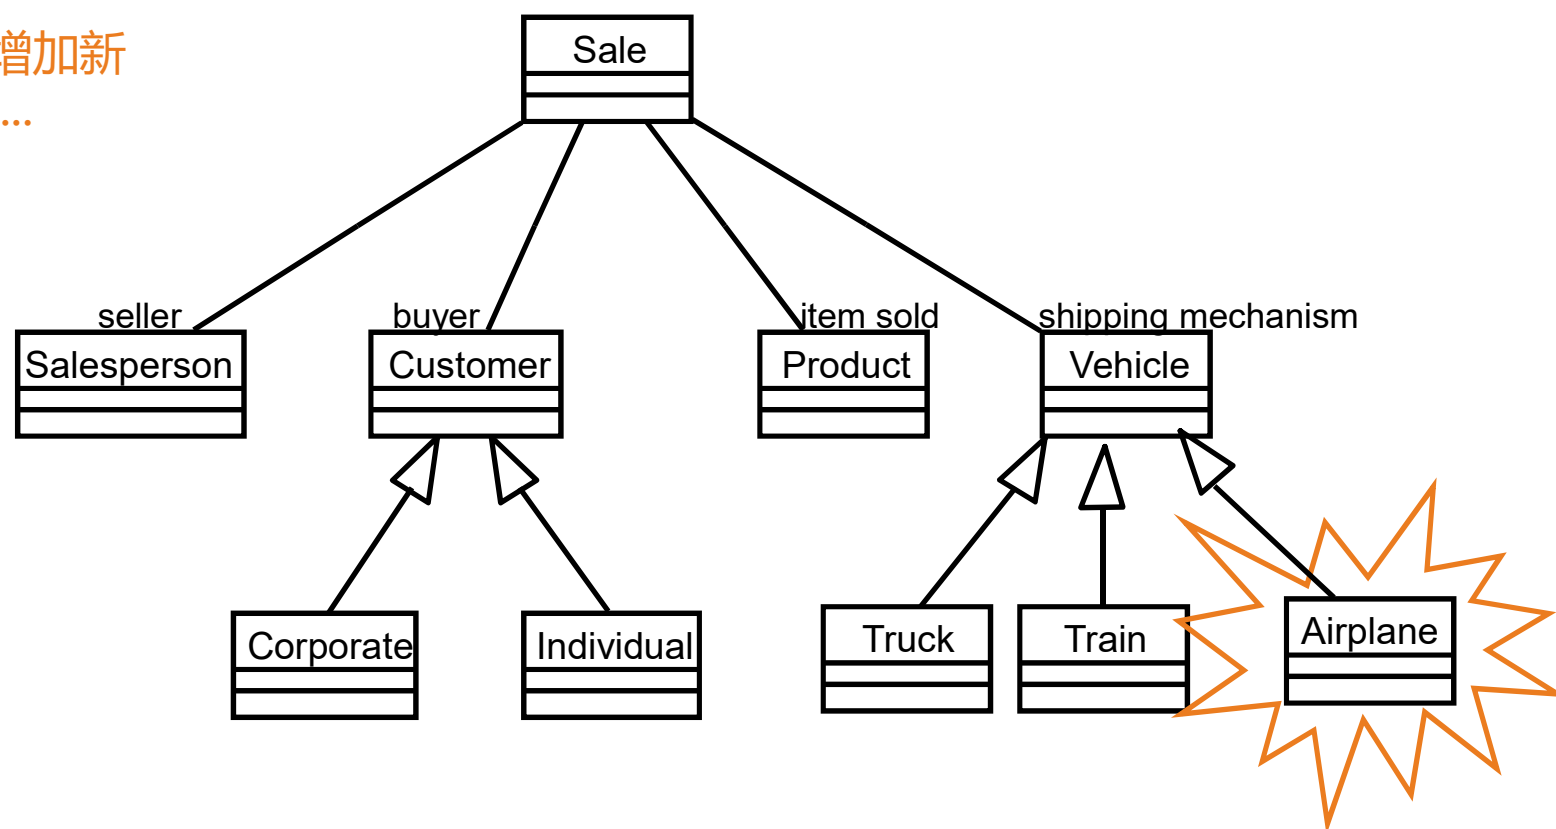 增加新
...
Sale
seller
buyer
item sold
shipping mechanism
Salesperson
Customer
Product
Vehicle
Corporate
Individual
Truck
Train
Airplane